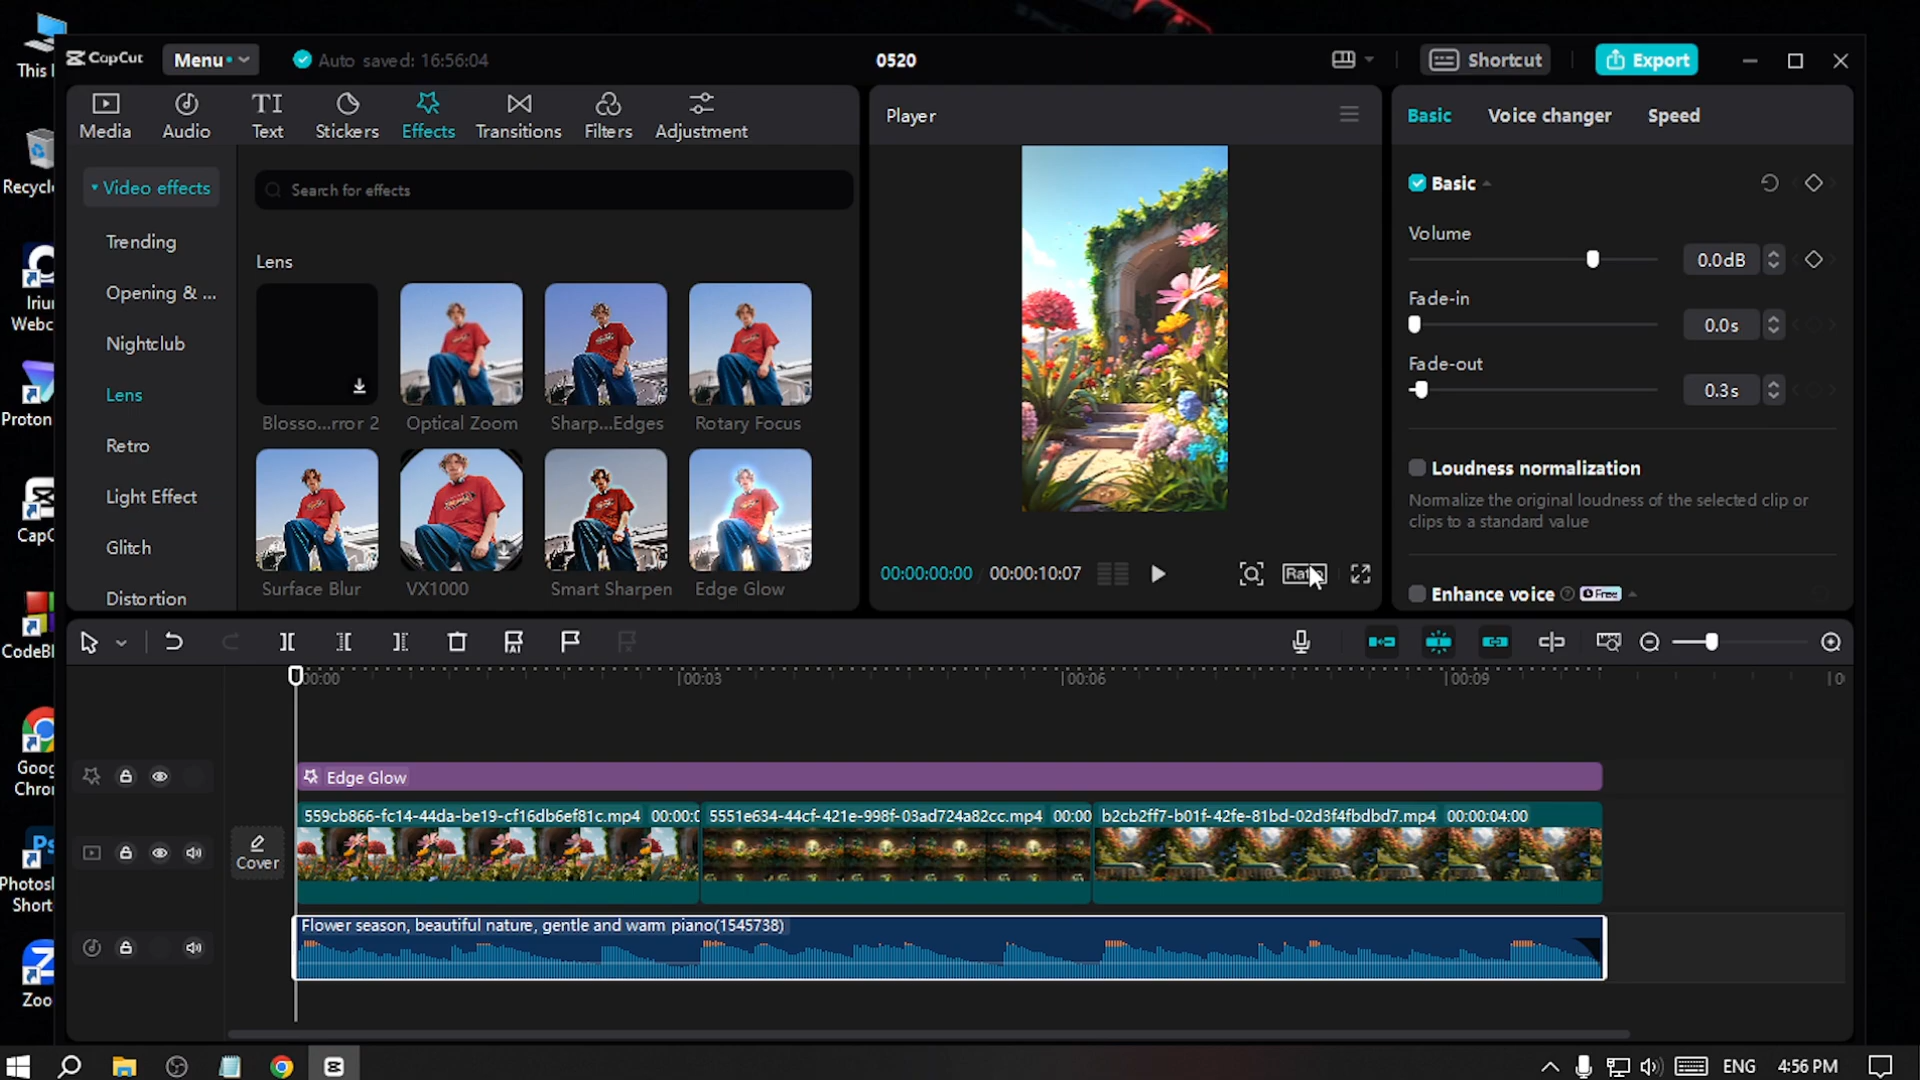 This
Recycle
Irium
Webc
Proton
CapC
CodeBl
Goog
Chron
Photos
Short
Zoo
CapCut
Menu
Auto saved: 16:56:04
0520
Shortcut
Export
Media
Audio
TI
Text
Stickers
Effects
Transitions
Filters
Adjustment
Video effects
Trending
Opening & ...
Nightclub
Lens
Retro
Light Effect
Glitch
Distortion
Search for effects
Lens
Blosso...rror 2
Optical Zoom
Sharp...Edges
Rotary Focus
Surface Blur
VX1000
Smart Sharpen
Edge Glow
Player
00:00:00:00
00:00:10:07
Basic
Voice changer
Speed
Basic
Volume
0.0dB
Fade-in
0.0s
Fade-out
0.3s
Loudness normalization
Normalize the original loudness of the selected clip or
clips to a standard value
Enhance voice
Free
00:00
00:03
00:06
00:09
Edge Glow
Cover
559cb866-fc14-44da-be19-cf16db6ef81c.mp4 00:00:0
5551e634-44cf-421e-998f-03ad724a82cc.mp4 00:00
b2cb2ff7-b01f-42fe-81bd-02d3f4fbdbd7.mp4 00:00:04:00
Flower season, beautiful nature, gentle and warm piano(1545738)
ENG
4:56 PM